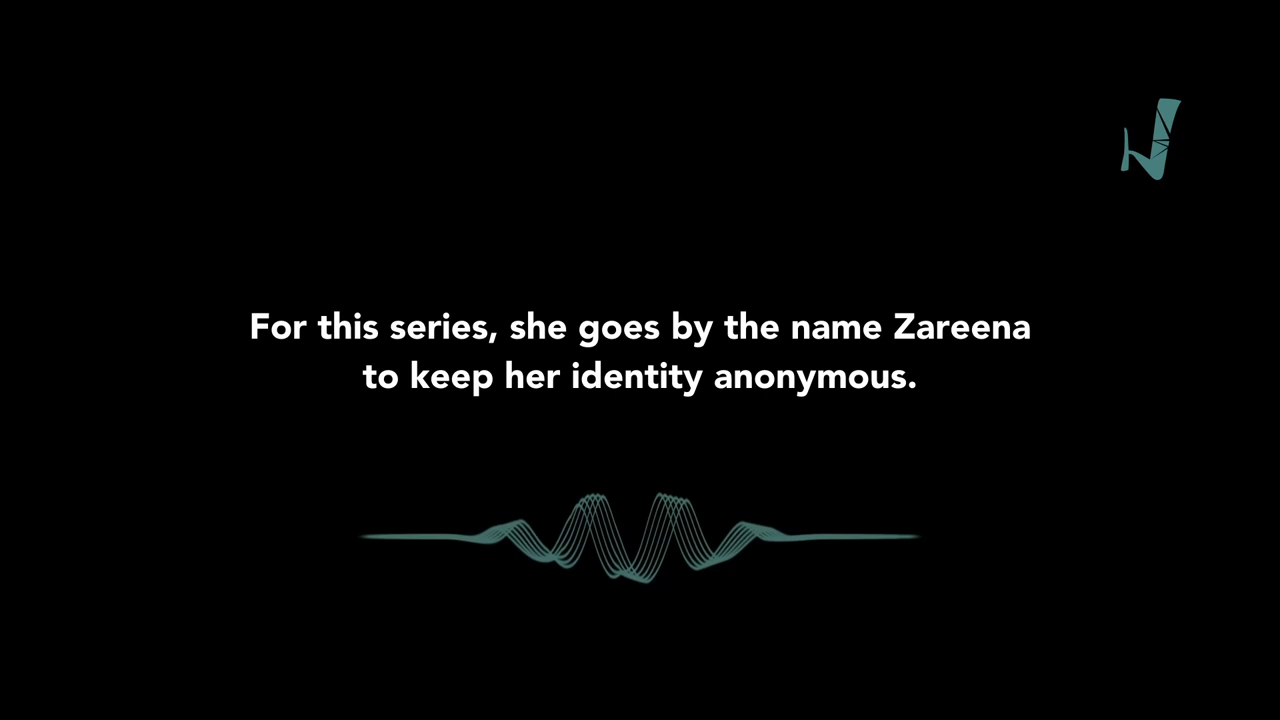 For this series, she goes by the name Zareena
to keep her identity anonymous.